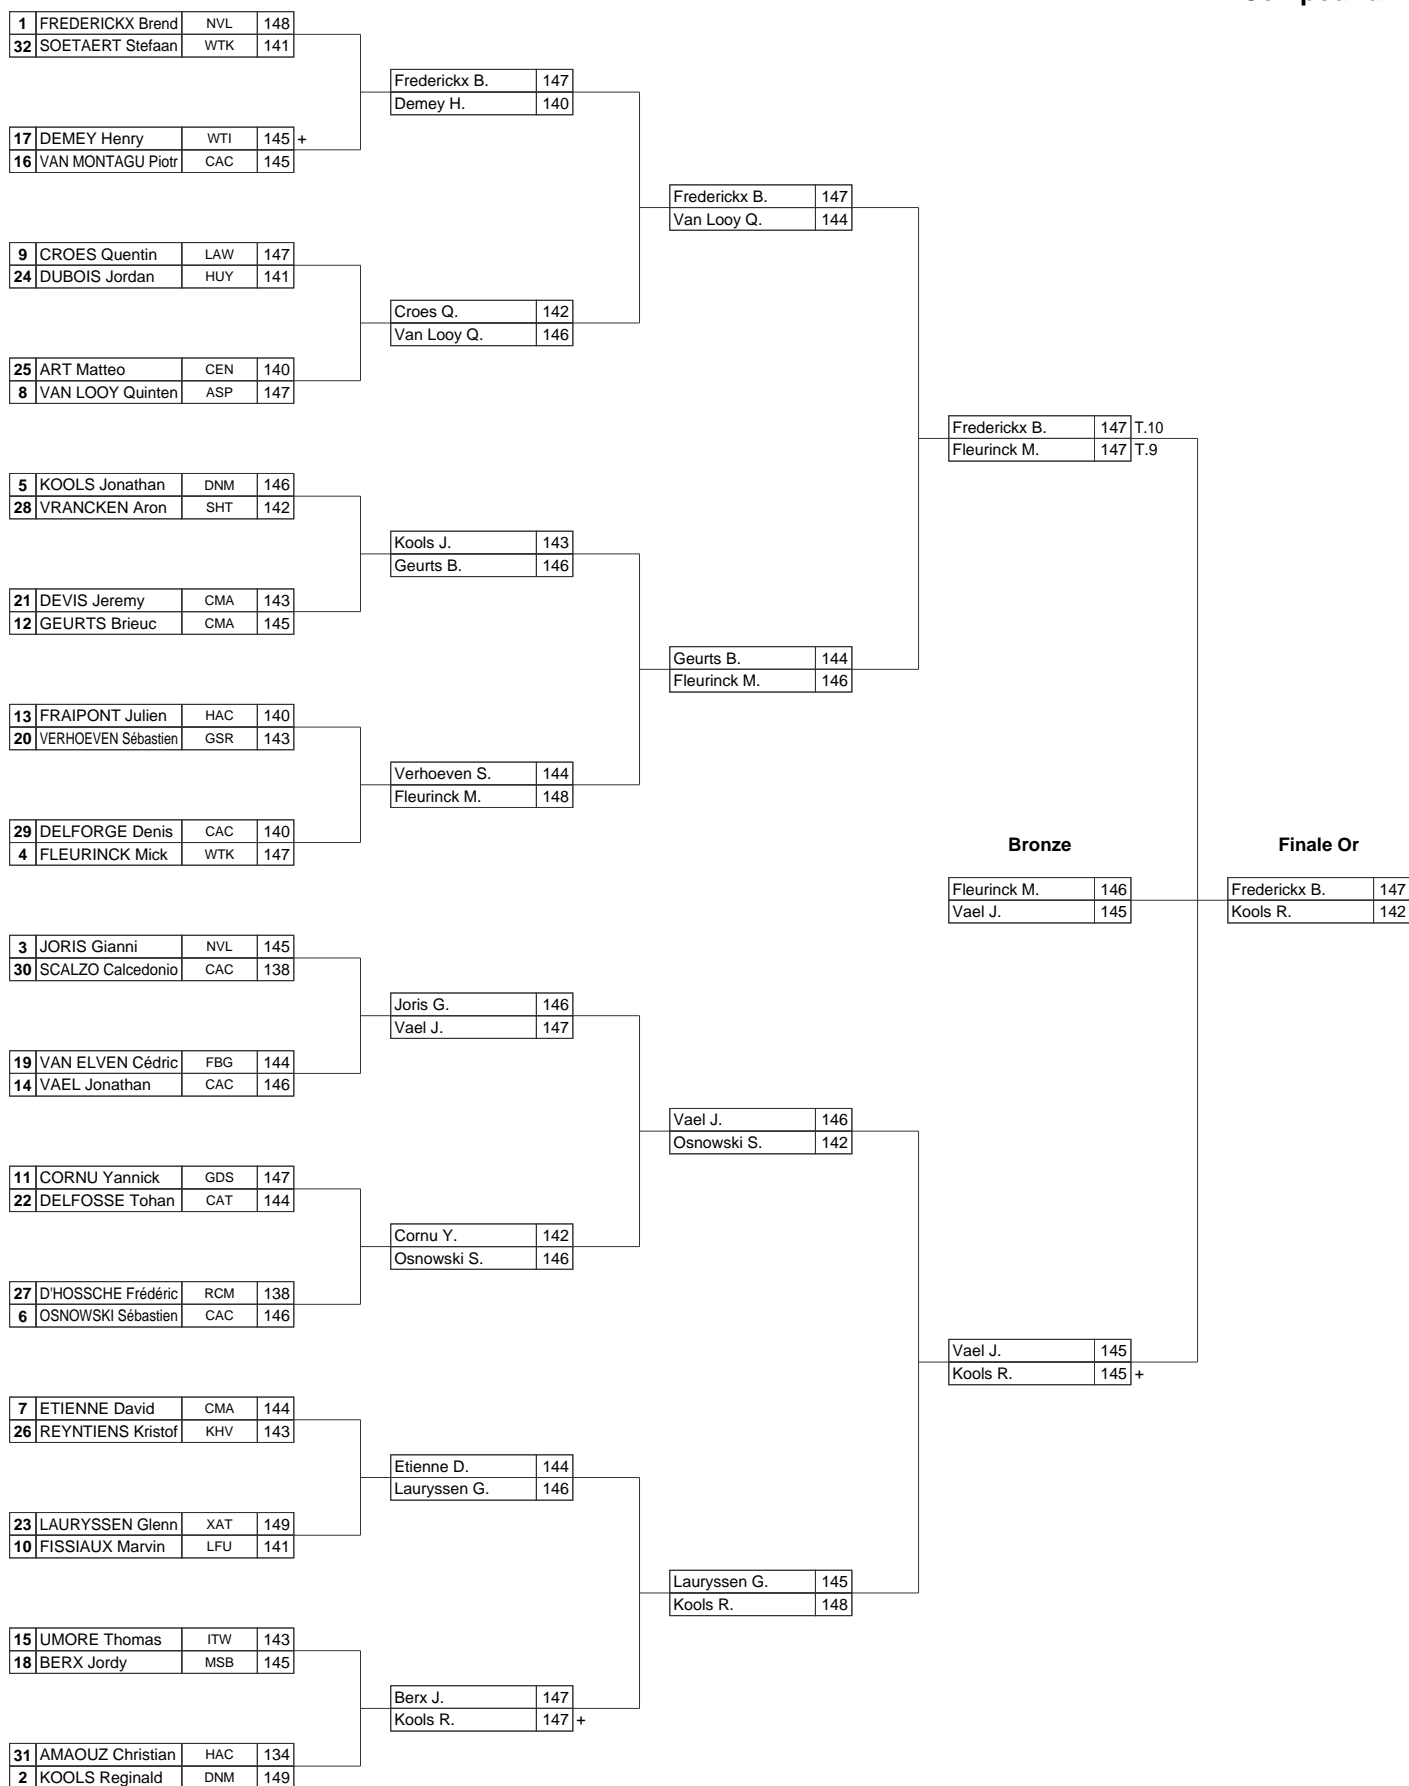 1 FREDERICKX Brend NVL 148
32 SOETAERT Stefaan WTK 141
Frederickx B. 147
Demey H. 140
17 DEMEY Henry WTI 145 +
16 VAN MONTAGU Piotr CAC 145
Frederickx B. 147
Van Looy Q. 144
9 CROES Quentin LAW 147
24 DUBOIS Jordan HUY 141
Croes Q. 142
Van Looy Q. 146
25 ART Matteo CEN 140
8 VAN LOOY Quinten ASP 147
Frederickx B. 147 T.10
Fleurinck M. 147 T.9
5 KOOLS Jonathan DNM 146
28 VRANCKEN Aron SHT 142
Kools J. 143
Geurts B. 146
21 DEVIS Jeremy CMA 143
12 GEURTS Brieuc CMA 145
Geurts B. 144
Fleurinck M. 146
13 FRAIPONT Julien HAC 140
20 VERHOEVEN Sébastien GSR 143
Verhoeven S. 144
Fleurinck M. 148
29 DELFORGE Denis CAC 140
4 FLEURINCK Mick WTK 147
Bronze Finale Or
Fleurinck M. 146 Frederickx B. 147
Vael J. 145 Kools R. 142
3 JORIS Gianni NVL 145
30 SCALZO Calcedonio CAC 138
Joris G. 146
Vael J. 147
19 VAN ELVEN Cédric FBG 144
14 VAEL Jonathan CAC 146
Vael J. 146
Osnowski S. 142
11 CORNU Yannick GDS 147
22 DELFOSSE Tohan CAT 144
Cornu Y. 142
Osnowski S. 146
27 D'HOSSCHE Frédéric RCM 138
6 OSNOWSKI Sébastien CAC 146
Vael J. 145
Kools R. 145 +
7 ETIENNE David CMA 144
26 REYNTIENS Kristof KHV 143
Etienne D. 144
Lauryssen G. 146
23 LAURYSSEN Glenn XAT 149
10 FISSIAUX Marvin LFU 141
Lauryssen G. 145
Kools R. 148
15 UMORE Thomas ITW 143
18 BERX Jordy MSB 145
Berx J. 147
Kools R. 147 +
31 AMAOUZ Christian HAC 134
2 KOOLS Reginald DNM 149